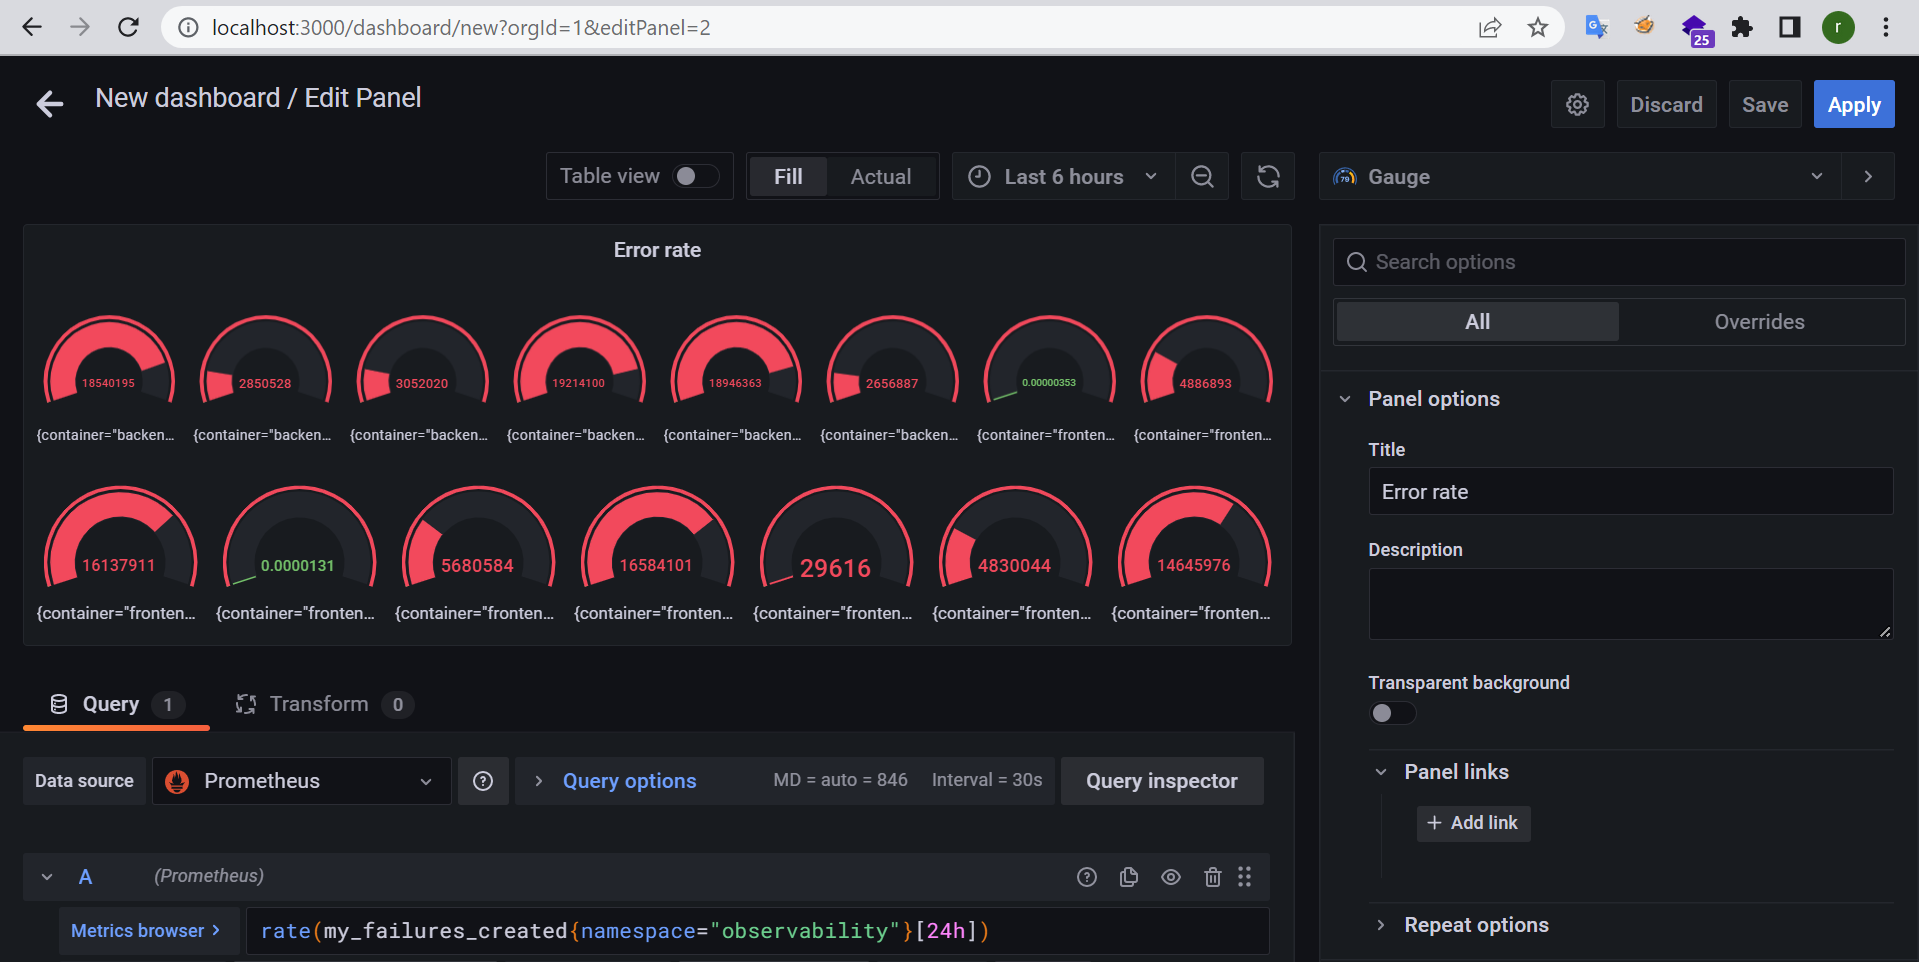 localhost:3000/dashboard/new?orgId=1&editPanel=2
25
r
New dashboard / Edit Panel
Discard
Save
Apply
Table view
Fill
Actual
Last 6 hours
79
Gauge
Error rate
18540195
2850528
3052020
19214100
18946363
2656887
0.00000353
4886893
{container="backen...
{container="backen...
{container="backen...
{container="backen...
{container="backen...
{container="backen...
{container="fronten...
{container="fronten...
16137911
0.0000131
5680584
16584101
29616
4830044
14645976
{container="fronten...
{container="fronten...
{container="fronten...
{container="fronten...
{container="fronten...
{container="fronten...
{container="fronten...
Query 1
Transform 0
Data source
Prometheus
Query options
MD = auto = 846
Interval = 30s
Query inspector
A
(Prometheus)
Metrics browser >
rate(my_failures_created{namespace="observability"}[24h])
Search options
All
Overrides
Panel options
Title
Error rate
Description
Transparent background
Panel links
+ Add link
Repeat options